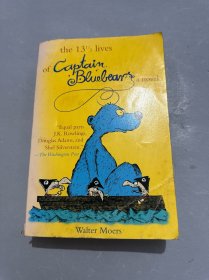 the 13½ lives
of Captain
Bluebear
a novel
"Equal parts
J.K. Rowling,
Douglas Adams, and
Shel Silverstein."
—The Washington Post
Walter Moers